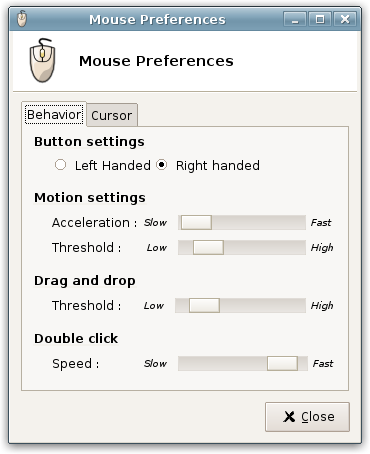 Mouse Preferences
Mouse Preferences
Behavior Cursor
Button settings
Left Handed Right handed
Motion settings
Acceleration : Slow Fast
Threshold : Low High
Drag and drop
Threshold : Low High
Double click
Speed : Slow Fast
Close